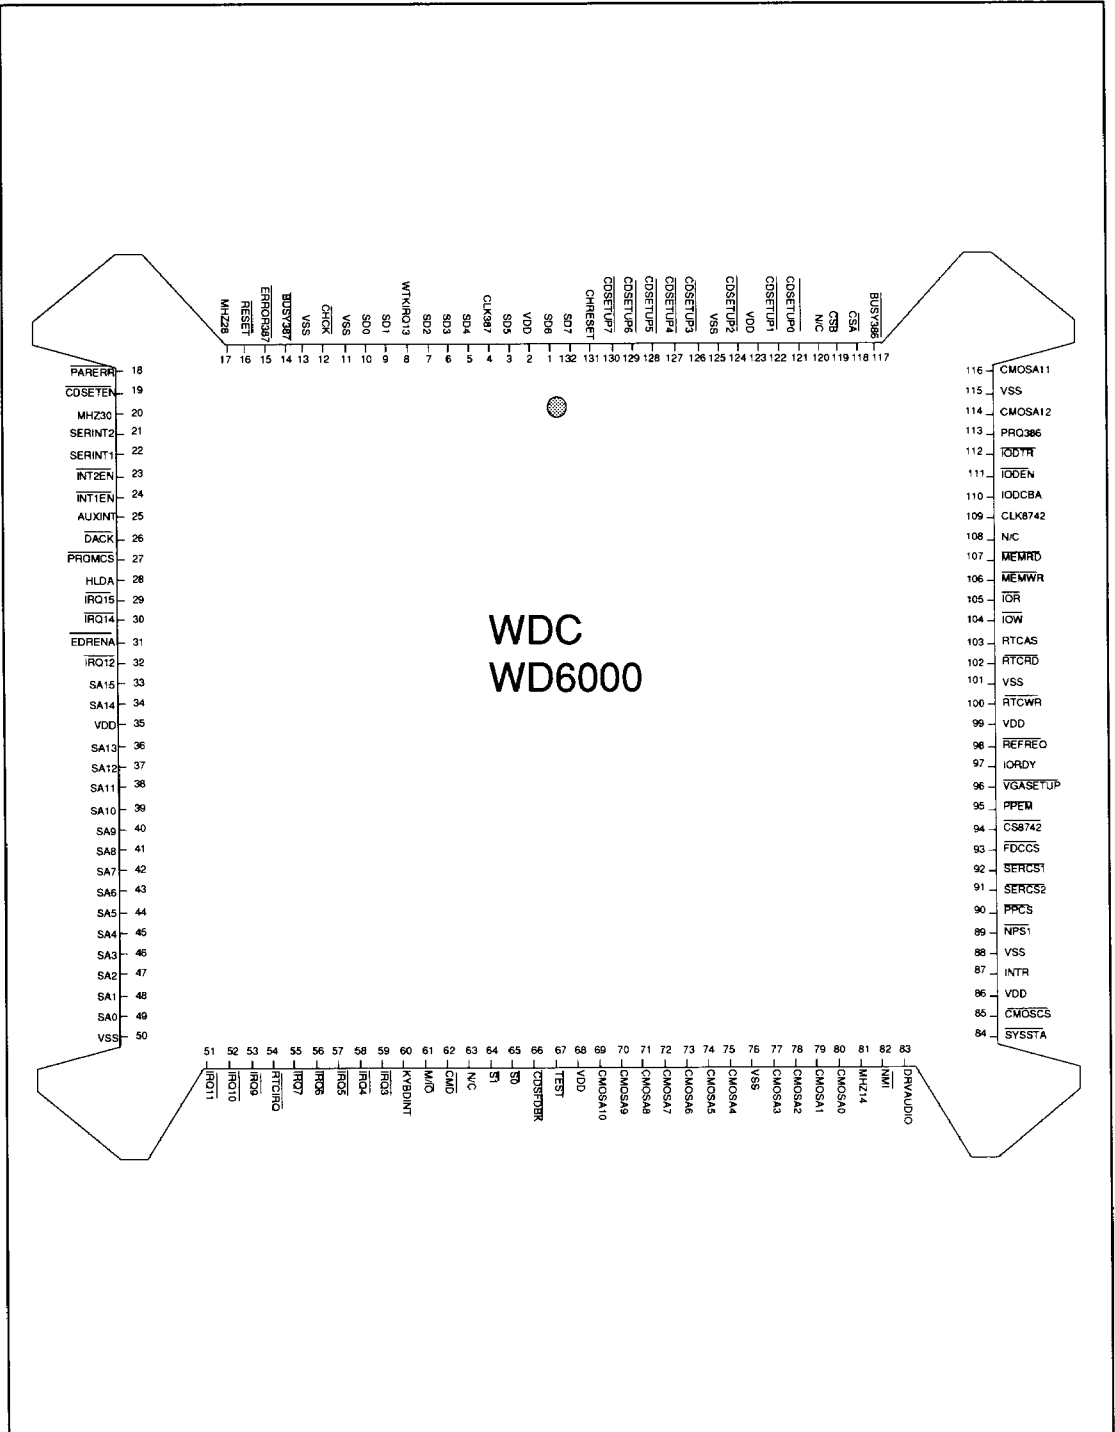 MHZ28
RESET
ERROR387
BUSY387
VSS
CHCK
VSS
SD0
SD1
WTKIRQ13
SD2
SD3
SD4
CLK387
SD5
VDD
SD6
SD7
CHRESET
CDSETUP7
CDSETUP6
CDSETUP5
CDSETUP4
CDSETUP3
VSS
CDSETUP2
VDD
CDSETUP1
CDSETUP0
N/C
CSB
CSA
BUSY386
17 16 15 14 13 12 11 10 9 8 7 6 5 4 3 2 1 132 131 130 129 128 127 126 125 124 123 122 121 120 119 118 117
PARERR 18
CDSETEN 19
MHZ30 20
SERINT2 21
SERINT1 22
INT2EN 23
INT1EN 24
AUXINT 25
DACK 26
PROMCS 27
HLDA 28
IRQ15 29
IRQ14 30
EDRENA 31
IRQ12 32
SA15 33
SA14 34
VDD 35
SA13 36
SA12 37
SA11 38
SA10 39
SA9 40
SA8 41
SA7 42
SA6 43
SA5 44
SA4 45
SA3 46
SA2 47
SA1 48
SA0 49
VSS 50
WDC
WD6000
116 CMOSA11
115 VSS
114 CMOSA12
113 PRQ386
112 IODTR
111 IODEN
110 IODCBA
109 CLK8742
108 N/C
107 MEMRD
106 MEMWR
105 IOR
104 IOW
103 RTCAS
102 RTCRD
101 VSS
100 RTCWR
99 VDD
98 REFREQ
97 IORDY
96 VGASETUP
95 PPEM
94 CS8742
93 FDCCS
92 SERCS1
91 SERCS2
90 PPCS
89 NPS1
88 VSS
87 INTR
86 VDD
85 CMOSCS
84 SYSSTA
51 52 53 54 55 56 57 58 59 60 61 62 63 64 65 66 67 68 69 70 71 72 73 74 75 76 77 78 79 80 81 82 83
IRQ11
IRQ10
IRQ9
RTCIRQ
IRQ7
IRQ6
IRQ5
IRQ4
IRQ3
KYBDINT
M/IO
CMD
N/C
S1
S0
CDSFDBR
TEST
VDD
CMOSA10
CMOSA9
CMOSA8
CMOSA7
CMOSA6
CMOSA5
CMOSA4
VSS
CMOSA3
CMOSA2
CMOSA1
CMOSA0
MHZ14
NMI
DRVAUDIO